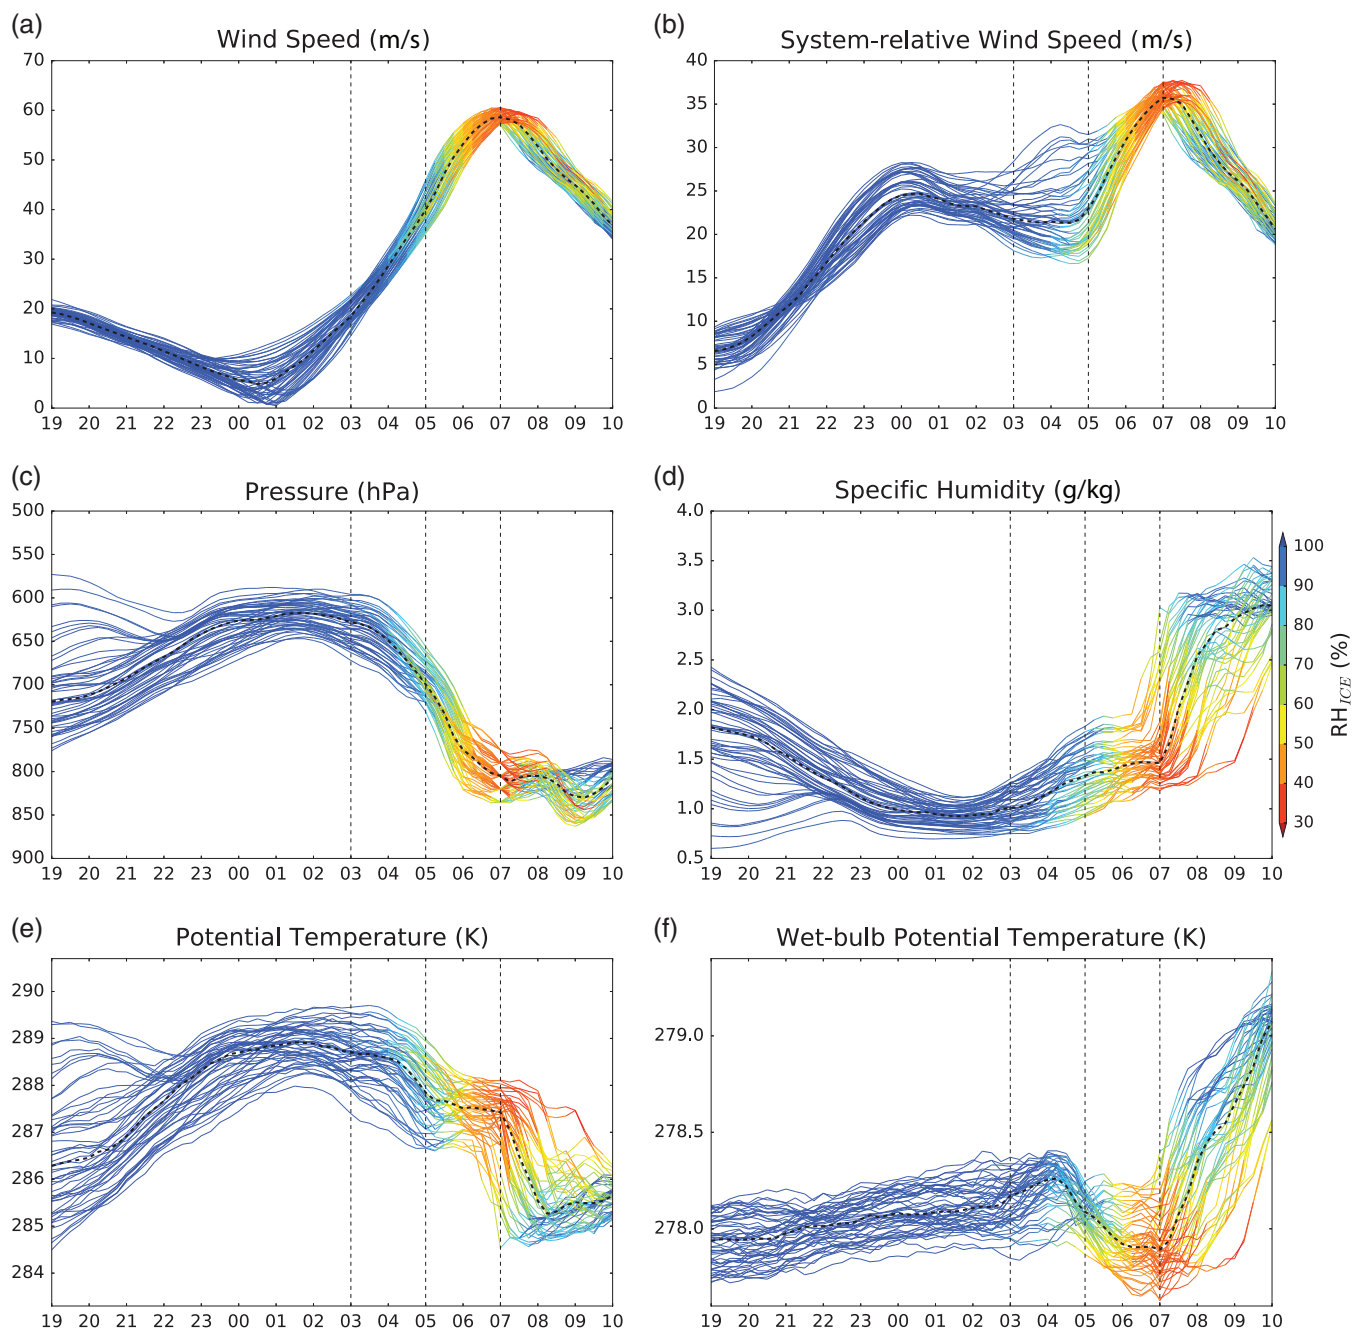 (a)
Wind Speed (m/s)
70
60
50
40
30
20
10
0
19 20 21 22 23 00 01 02 03 04 05 06 07 08 09 10
(b)
System-relative Wind Speed (m/s)
40
35
30
25
20
15
10
5
0
19 20 21 22 23 00 01 02 03 04 05 06 07 08 09 10
(c)
Pressure (hPa)
500
550
600
650
700
750
800
850
900
19 20 21 22 23 00 01 02 03 04 05 06 07 08 09 10
(d)
Specific Humidity (g/kg)
4.0
3.5
3.0
2.5
2.0
1.5
1.0
0.5
19 20 21 22 23 00 01 02 03 04 05 06 07 08 09 10
100
90
80
70
60
50
40
30
RH_ICE (%)
(e)
Potential Temperature (K)
290
289
288
287
286
285
284
19 20 21 22 23 00 01 02 03 04 05 06 07 08 09 10
(f)
Wet-bulb Potential Temperature (K)
279.0
278.5
278.0
19 20 21 22 23 00 01 02 03 04 05 06 07 08 09 10